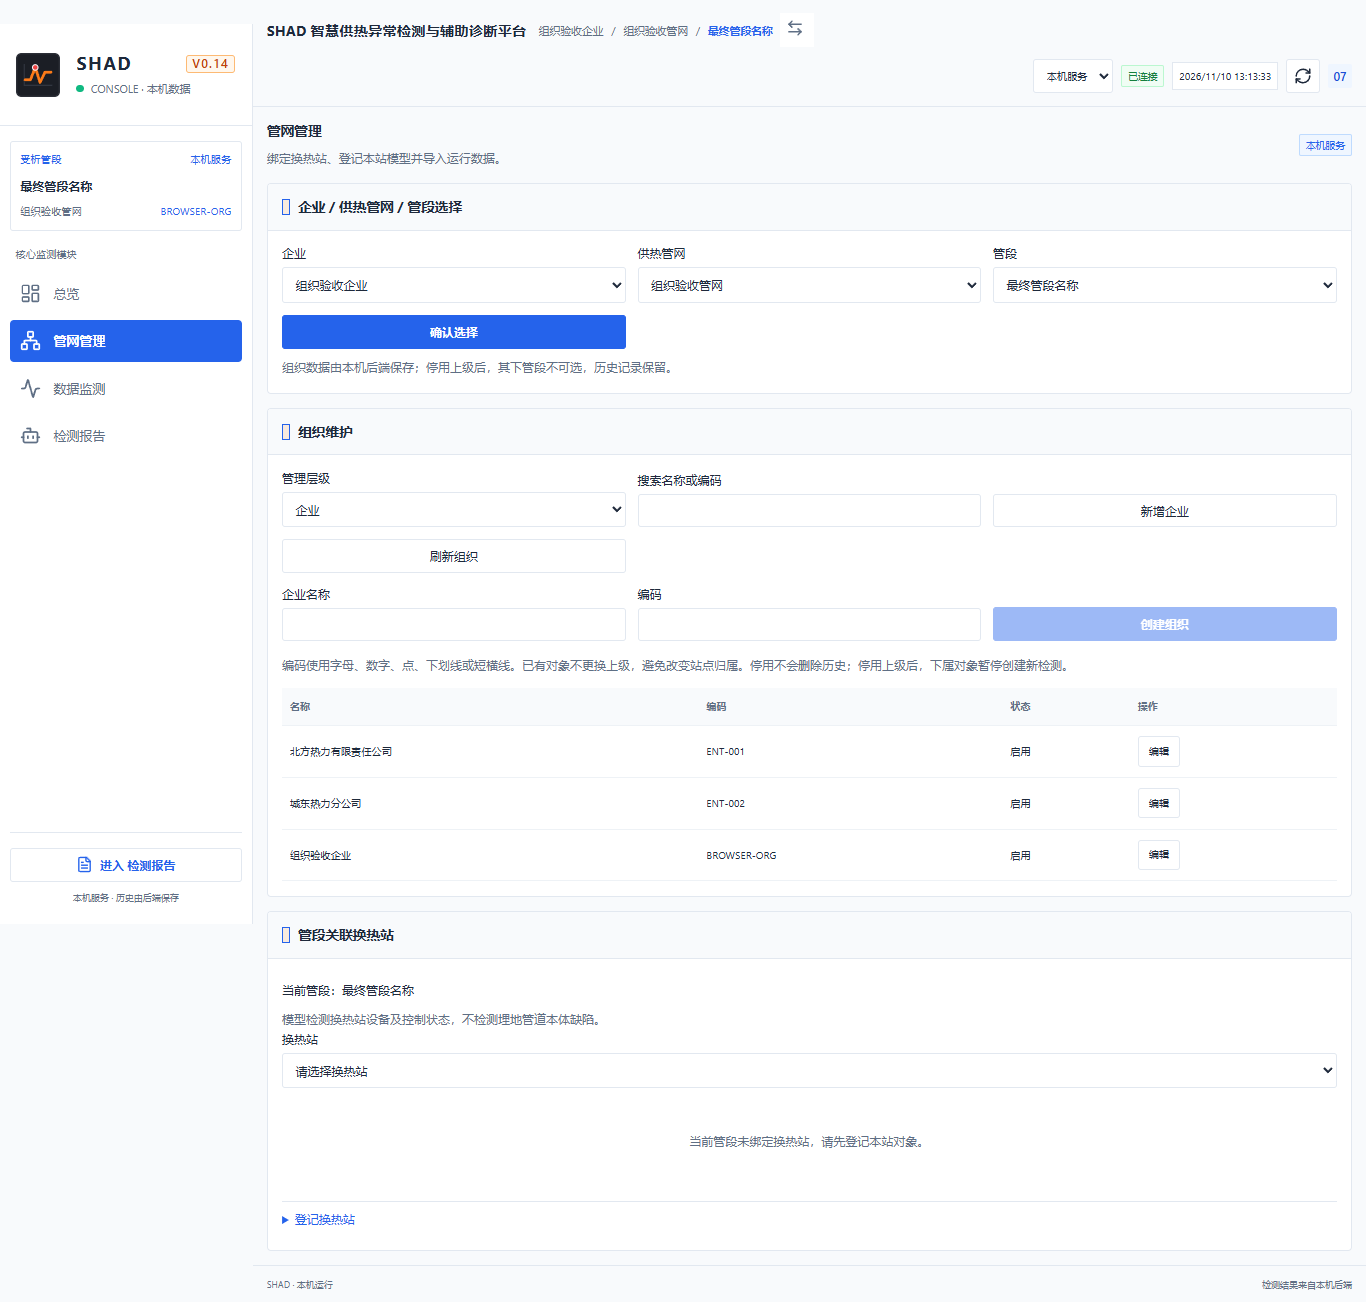 SHAD
V0.14
CONSOLE · 本机数据
受析管段 本机服务
最终管段名称
组织验收管网 BROWSER-ORG
核心监测模块
总览
管网管理
数据监测
检测报告
进入 检测报告
本机服务 · 历史由后端保存
SHAD 智慧供热异常检测与辅助诊断平台 组织验收企业 / 组织验收管网 / 最终管段名称
本机服务 已连接 2026/11/10 13:13:33 07
管网管理
绑定换热站、登记本站模型并导入运行数据。
本机服务
企业 / 供热管网 / 管段选择
企业 供热管网 管段
组织验收企业 组织验收管网 最终管段名称
确认选择
组织数据由本机后端保存；停用上级后，其下管段不可选，历史记录保留。
组织维护
管理层级 搜索名称或编码
企业 新增企业
刷新组织
企业名称 编码
创建组织
编码使用字母、数字、点、下划线或短横线。已有对象不更换上级，避免改变站点归属。停用不会删除历史；停用上级后，下属对象暂停创建新检测。
名称 编码 状态 操作
北方热力有限责任公司 ENT-001 启用 编辑
城东热力分公司 ENT-002 启用 编辑
组织验收企业 BROWSER-ORG 启用 编辑
管段关联换热站
当前管段：最终管段名称
模型检测换热站设备及控制状态，不检测埋地管道本体缺陷。
换热站
请选择换热站
当前管段未绑定换热站，请先登记本站对象。
登记换热站
SHAD · 本机运行 检测结果来自本机后端